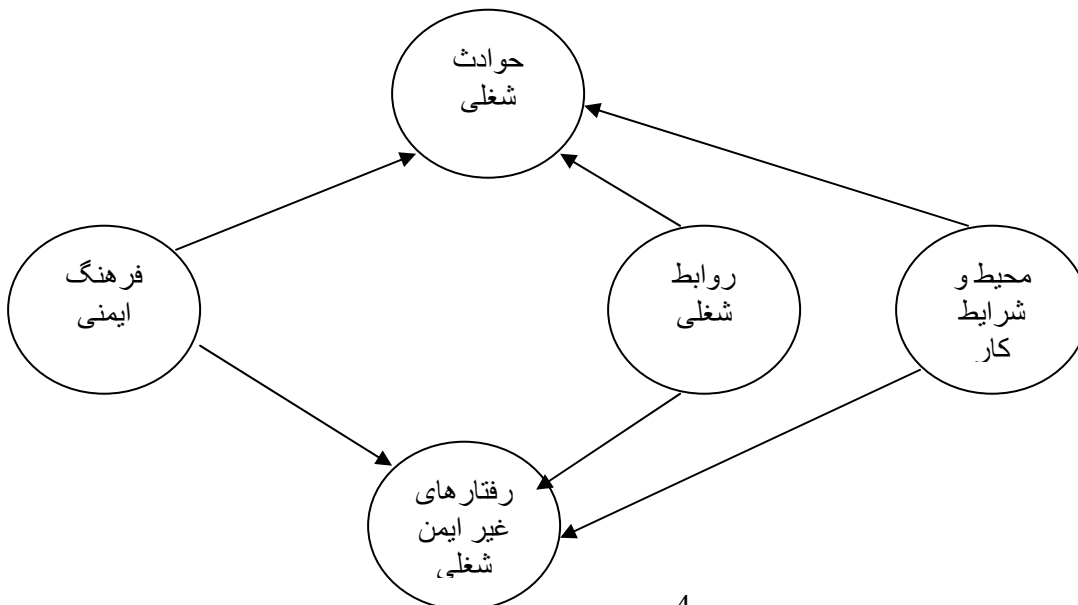 حوادث
شغلی
محیط و
شرایط
کار
روابط
شغلی
فرهنگ
ایمنی
رفتارهای
غیر ایمن
شغلی
4